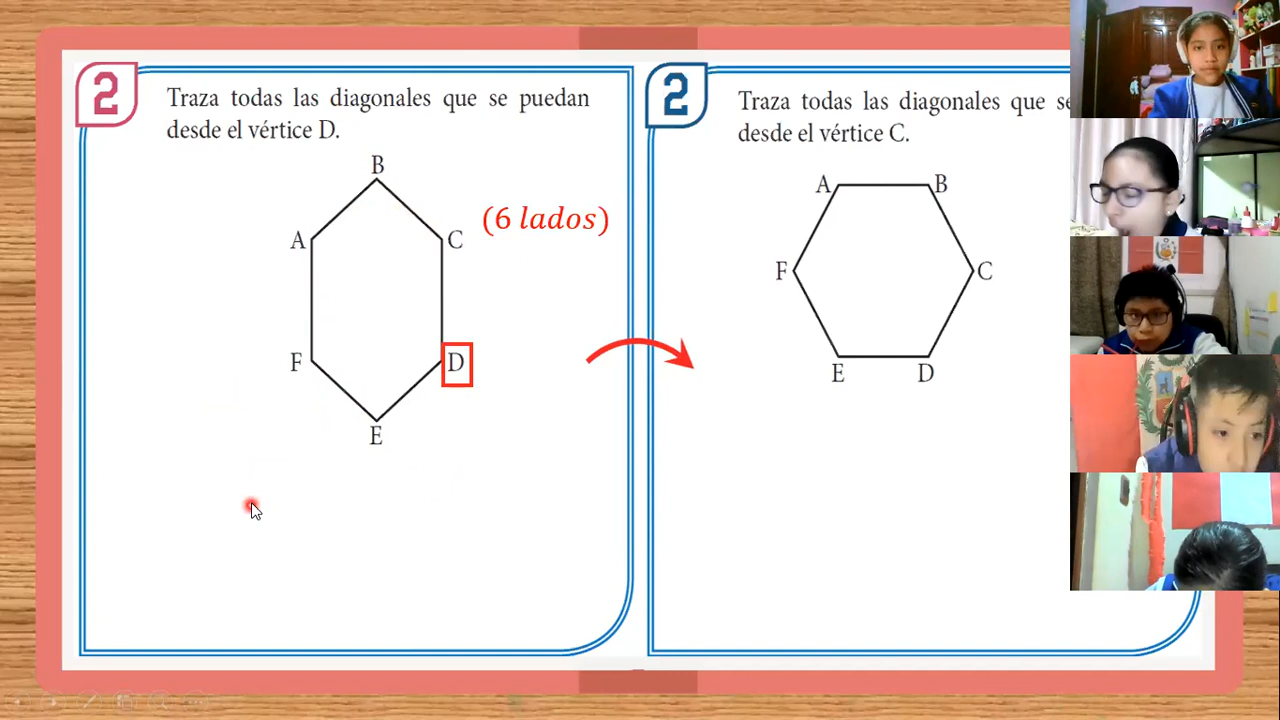 2
Traza todas las diagonales que se puedan
desde el vértice D.
B
A
C
(6 lados)
F
D
E
2
Traza todas las diagonales que se
desde el vértice C.
A
B
F
C
E
D